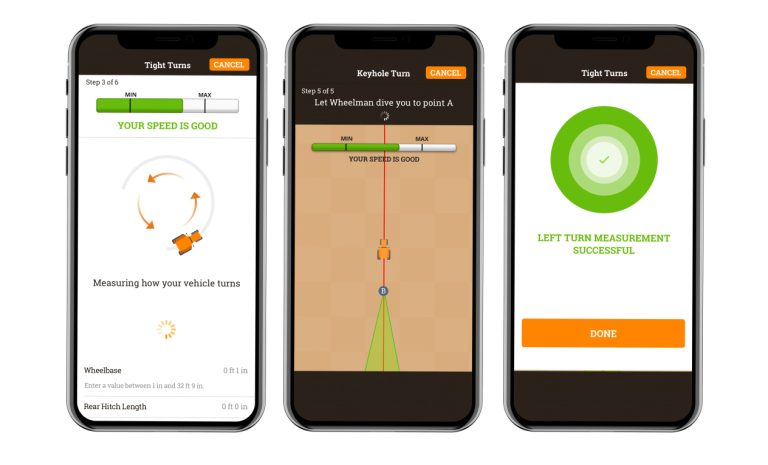 Tight Turns
CANCEL
Step 3 of 6
MIN
MAX
YOUR SPEED IS GOOD
Measuring how your vehicle turns
Wheelbase
0 ft 1 in
Enter a value between 1 in and 32 ft 9 in.
Rear Hitch Length
0 ft 0 in
Keyhole Turn
CANCEL
Step 5 of 5
Let Wheelman dive you to point A
MIN
MAX
YOUR SPEED IS GOOD
B
Tight Turns
CANCEL
LEFT TURN MEASUREMENT
SUCCESSFUL
DONE